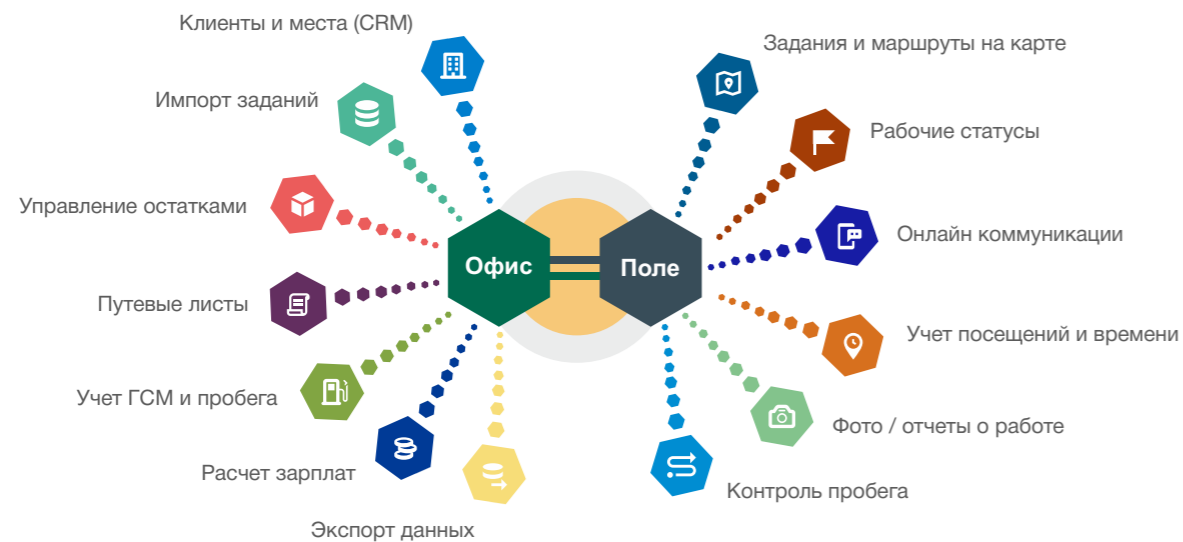 Клиенты и места (CRM)
Импорт заданий
Управление остатками
Путевые листы
Учет ГСМ и пробега
Расчет зарплат
Экспорт данных
Офис
Поле
Задания и маршруты на карте
Рабочие статусы
Онлайн коммуникации
Учет посещений и времени
Фото / отчеты о работе
Контроль пробега